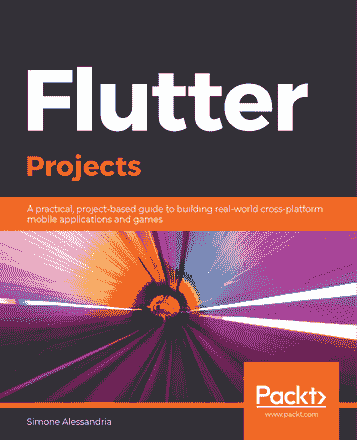 Flutter
Projects
A practical, project-based guide to building real-world cross-platform
mobile applications and games
Simone Alessandria
Packt>
www.packt.com